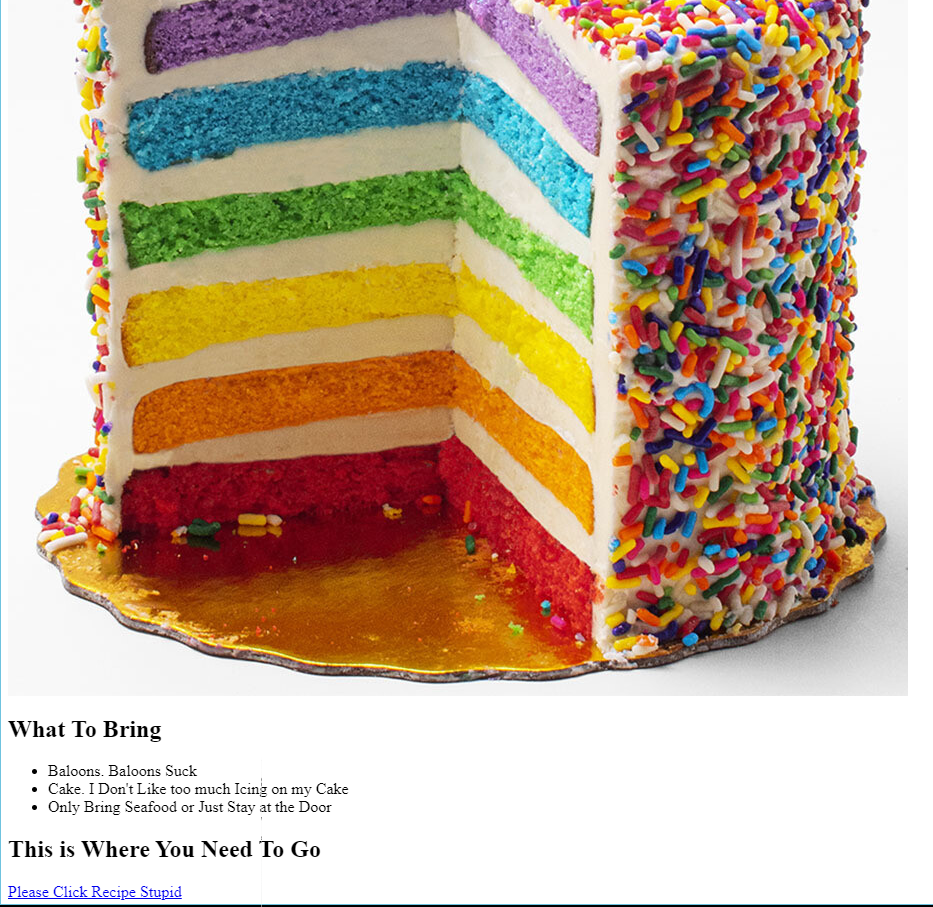 What To Bring
Baloons. Baloons Suck
Cake. I Don't Like too much Icing on my Cake
Only Bring Seafood or Just Stay at the Door
This is Where You Need To Go
Please Click Recipe Stupid